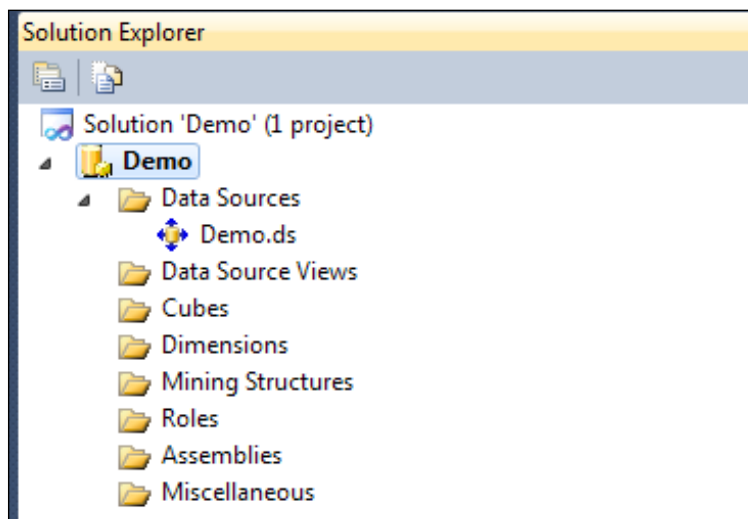 Solution Explorer
Solution 'Demo' (1 project)
Demo
Data Sources
Demo.ds
Data Source Views
Cubes
Dimensions
Mining Structures
Roles
Assemblies
Miscellaneous